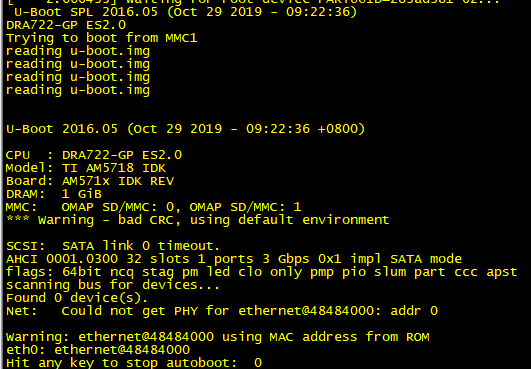 U-Boot SPL 2016.05 (Oct 29 2019 - 09:22:36)
DRA722-GP ES2.0
Trying to boot from MMC1
reading u-boot.img
reading u-boot.img
reading u-boot.img
reading u-boot.img
U-Boot 2016.05 (Oct 29 2019 - 09:22:36 +0800)
CPU  : DRA722-GP ES2.0
Model: TI AM5718 IDK
Board: AM571x IDK REV
DRAM:  1 GiB
MMC:   OMAP SD/MMC: 0, OMAP SD/MMC: 1
*** Warning - bad CRC, using default environment
SCSI:  SATA link 0 timeout.
AHCI 0001.0300 32 slots 1 ports 3 Gbps 0x1 impl SATA mode
flags: 64bit ncq stag pm led clo only pmp pio slum part ccc apst
scanning bus for devices...
Found 0 device(s).
Net:   Could not get PHY for ethernet@48484000: addr 0
Warning: ethernet@48484000 using MAC address from ROM
eth0: ethernet@48484000
Hit any key to stop autoboot:  0